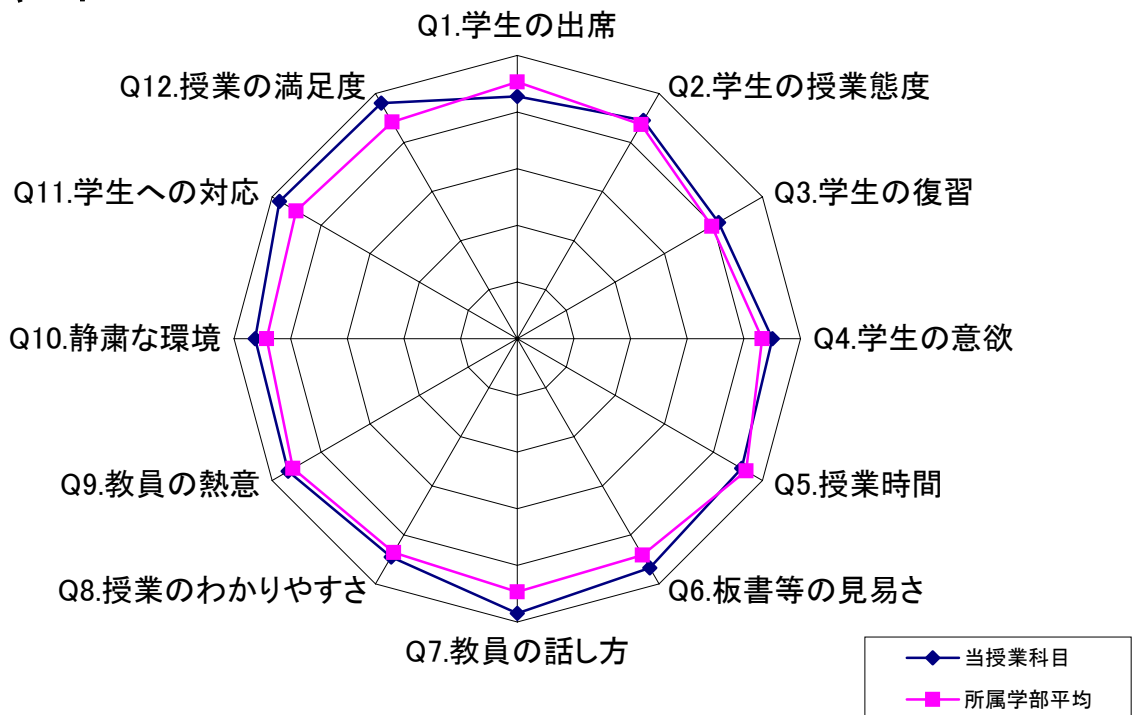 Q1.学生の出席
Q2.学生の授業態度
Q3.学生の復習
Q4.学生の意欲
Q5.授業時間
Q6.板書等の見易さ
Q7.教員の話し方
Q8.授業のわかりやすさ
Q9.教員の熱意
Q10.静粛な環境
Q11.学生への対応
Q12.授業の満足度
当授業科目
所属学部平均